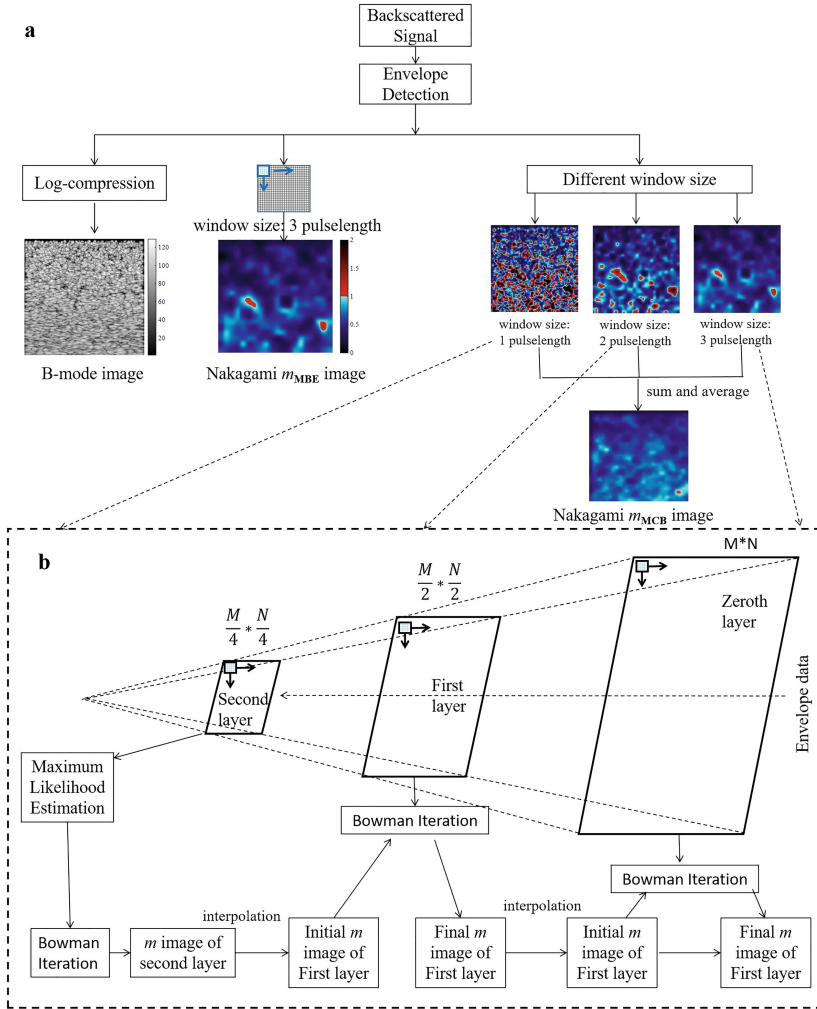 a
Backscattered
Signal
Envelope
Detection
Log-compression
window size: 3 pulselength
Different window size
120
100
80
60
40
20
2
1.5
1
0.5
0
B-mode image
Nakagami mMBE image
window size:
1 pulselength
window size:
2 pulselength
window size:
3 pulselength
sum and average
Nakagami mMCB image
b
M*N
M/2 * N/2
M/4 * N/4
Zeroth
layer
First
layer
Second
layer
Envelope data
Maximum
Likelihood
Estimation
Bowman Iteration
Bowman Iteration
Bowman
Iteration
m image of
second layer
interpolation
Initial m
image of
First layer
Final m
image of
First layer
interpolation
Initial m
image of
First layer
Final m
image of
First layer